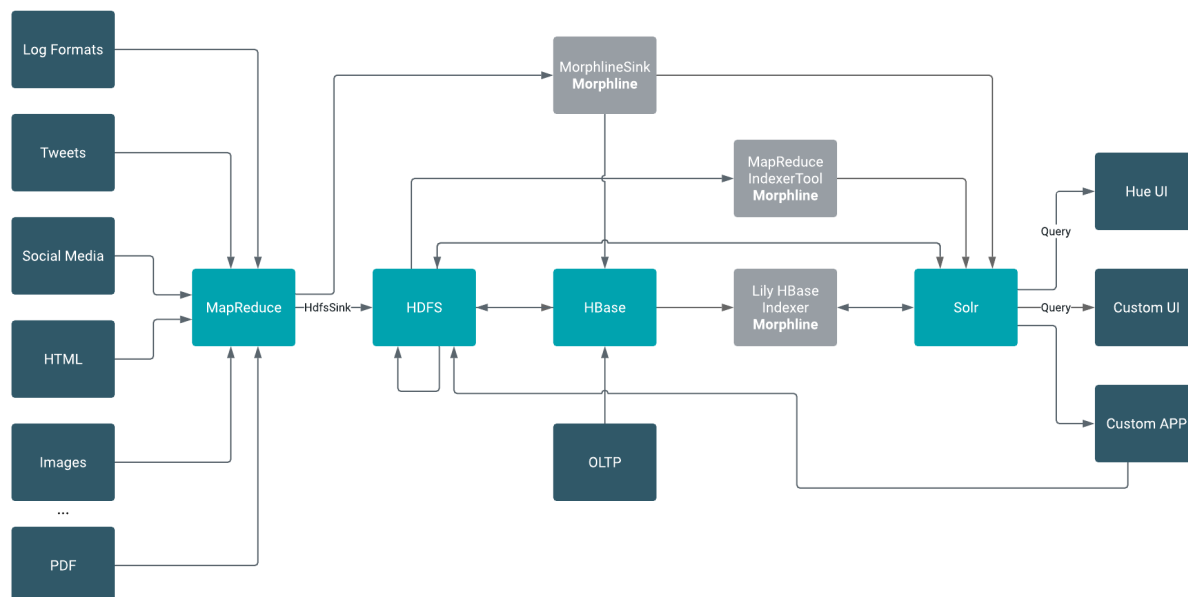 Log Formats
Tweets
Social Media
HTML
Images
...
PDF
MapReduce
HdfsSink
MorphlineSink
Morphline
MapReduce
IndexerTool
Morphline
HDFS
HBase
Lily HBase
Indexer
Morphline
Solr
OLTP
Query
Query
Hue UI
Custom UI
Custom APP